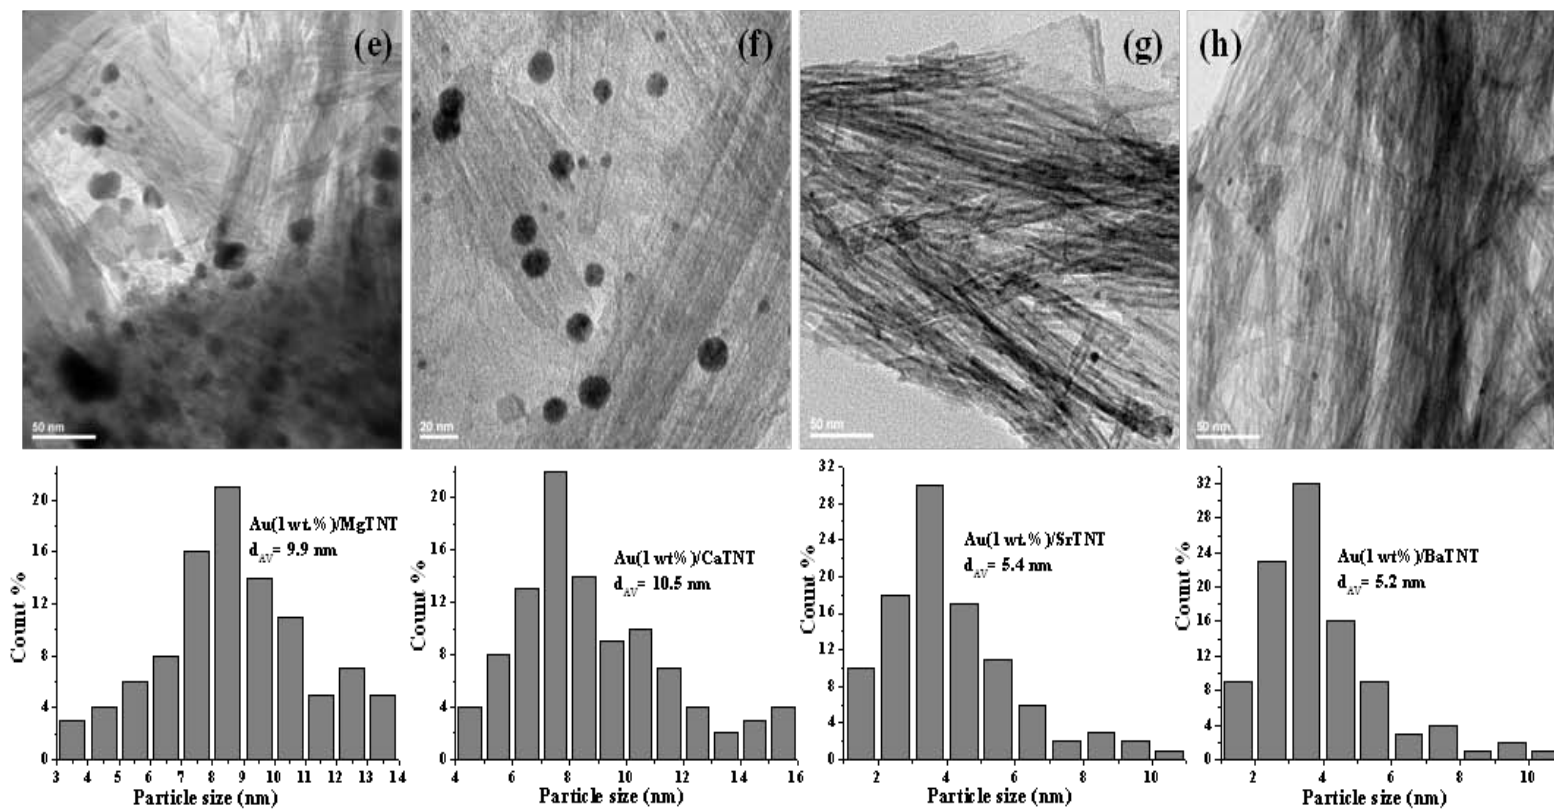 (e)
(f)
(g)
(h)
50 nm
20 nm
50 nm
50 nm
Count %
20
16
12
8
4
0
Au(1 wt.%)/MgTNT
dAV= 9.9 nm
3 4 5 6 7 8 9 10 11 12 13 14
Particle size (nm)
Count %
20
16
12
8
4
0
Au(1 wt%)/CaTNT
dAV= 10.5 nm
4 6 8 10 12 14 16
Particle size (nm)
Count %
32
28
24
20
16
12
8
4
0
Au(1 wt.%)/SrTNT
dAV= 5.4 nm
2 4 6 8 10
Particle size (nm)
Count %
32
28
24
20
16
12
8
4
0
Au(1 wt%)/BaTNT
dAV= 5.2 nm
2 4 6 8 10
Particle size (nm)